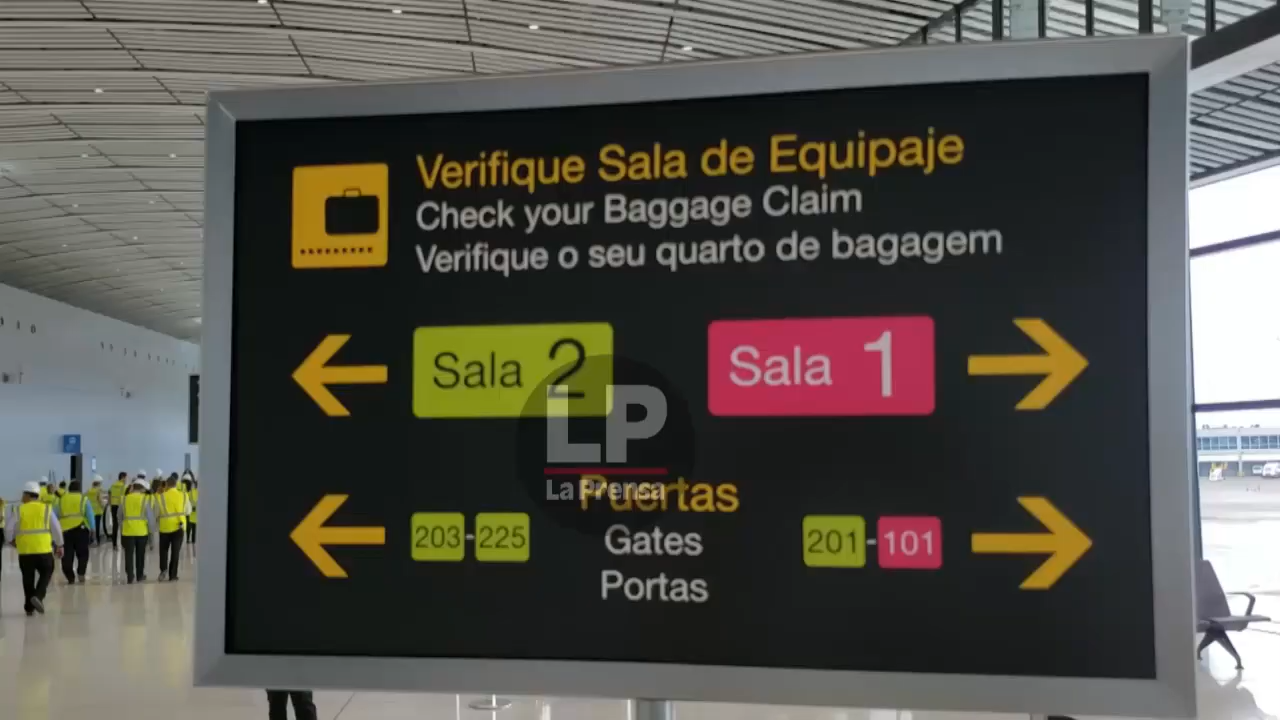 Verifique Sala de Equipaje
Check your Baggage Claim
Verifique o seu quarto de bagagem
Sala 2
Sala 1
LP
La Prensa
Puertas
203-225
Gates
201-101
Portas